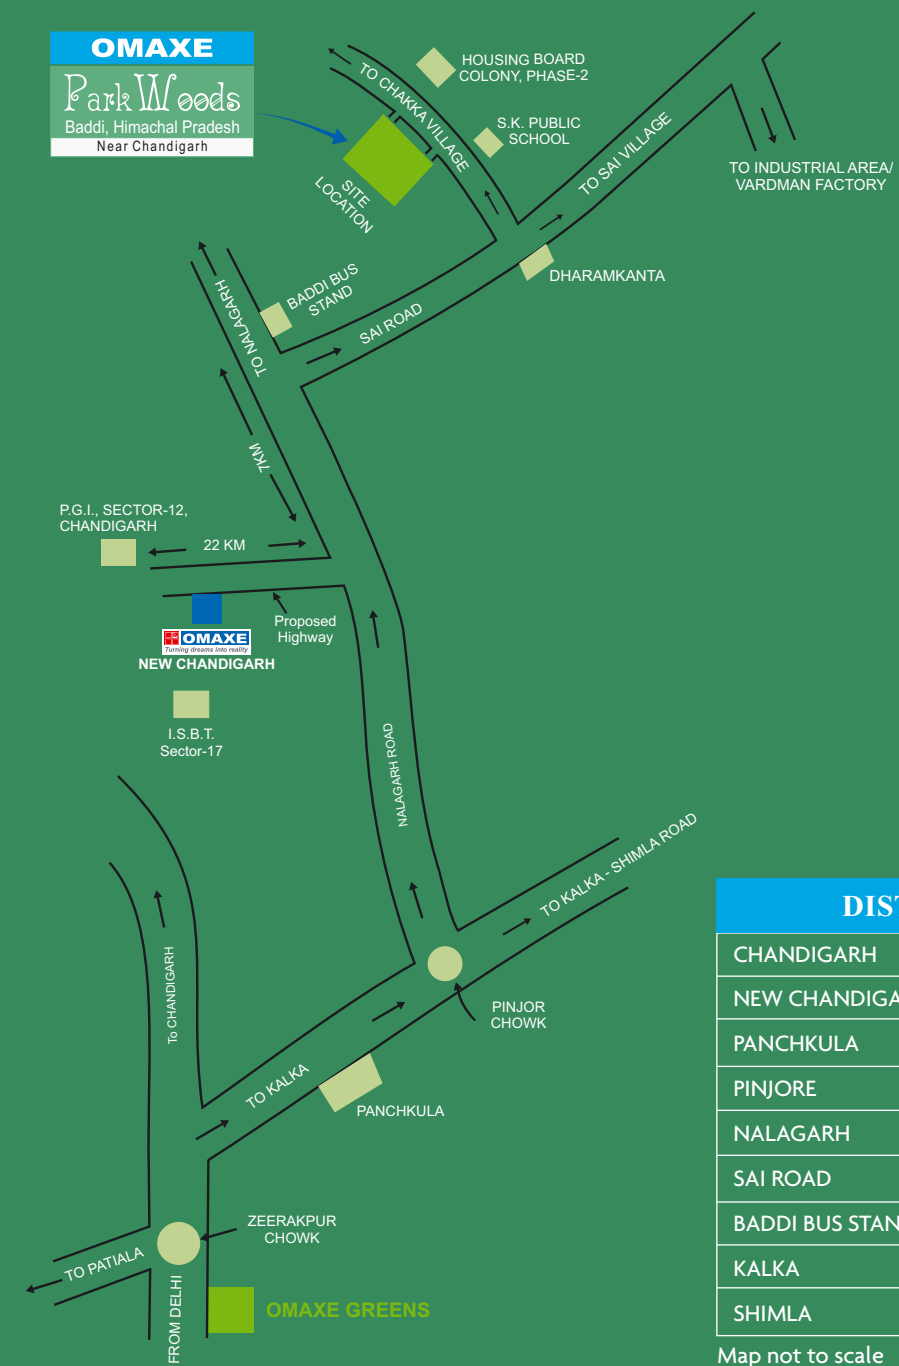 OMAXE
Park Woods
Baddi, Himachal Pradesh
Near Chandigarh
TO CHAKKA VILLAGE
HOUSING BOARD
COLONY, PHASE-2
S.K. PUBLIC
SCHOOL
SITE
LOCATION
TO SAI VILLAGE
TO INDUSTRIAL AREA/
VARDMAN FACTORY
DHARAMKANTA
BADDI BUS
STAND
SAI ROAD
TO NALAGARH
7KM
P.G.I., SECTOR-12,
CHANDIGARH
22 KM
Proposed
Highway
OMAXE
Turning dreams into reality
NEW CHANDIGARH
I.S.B.T.
Sector-17
NALAGARH ROAD
TO KALKA - SHIMLA ROAD
PINJOR
CHOWK
To CHANDIGARH
TO KALKA
PANCHKULA
ZEERAKPUR
CHOWK
TO PATIALA
FROM DELHI
OMAXE GREENS
DIST
CHANDIGARH
NEW CHANDIGA
PANCHKULA
PINJORE
NALAGARH
SAI ROAD
BADDI BUS STAN
KALKA
SHIMLA
Map not to scale